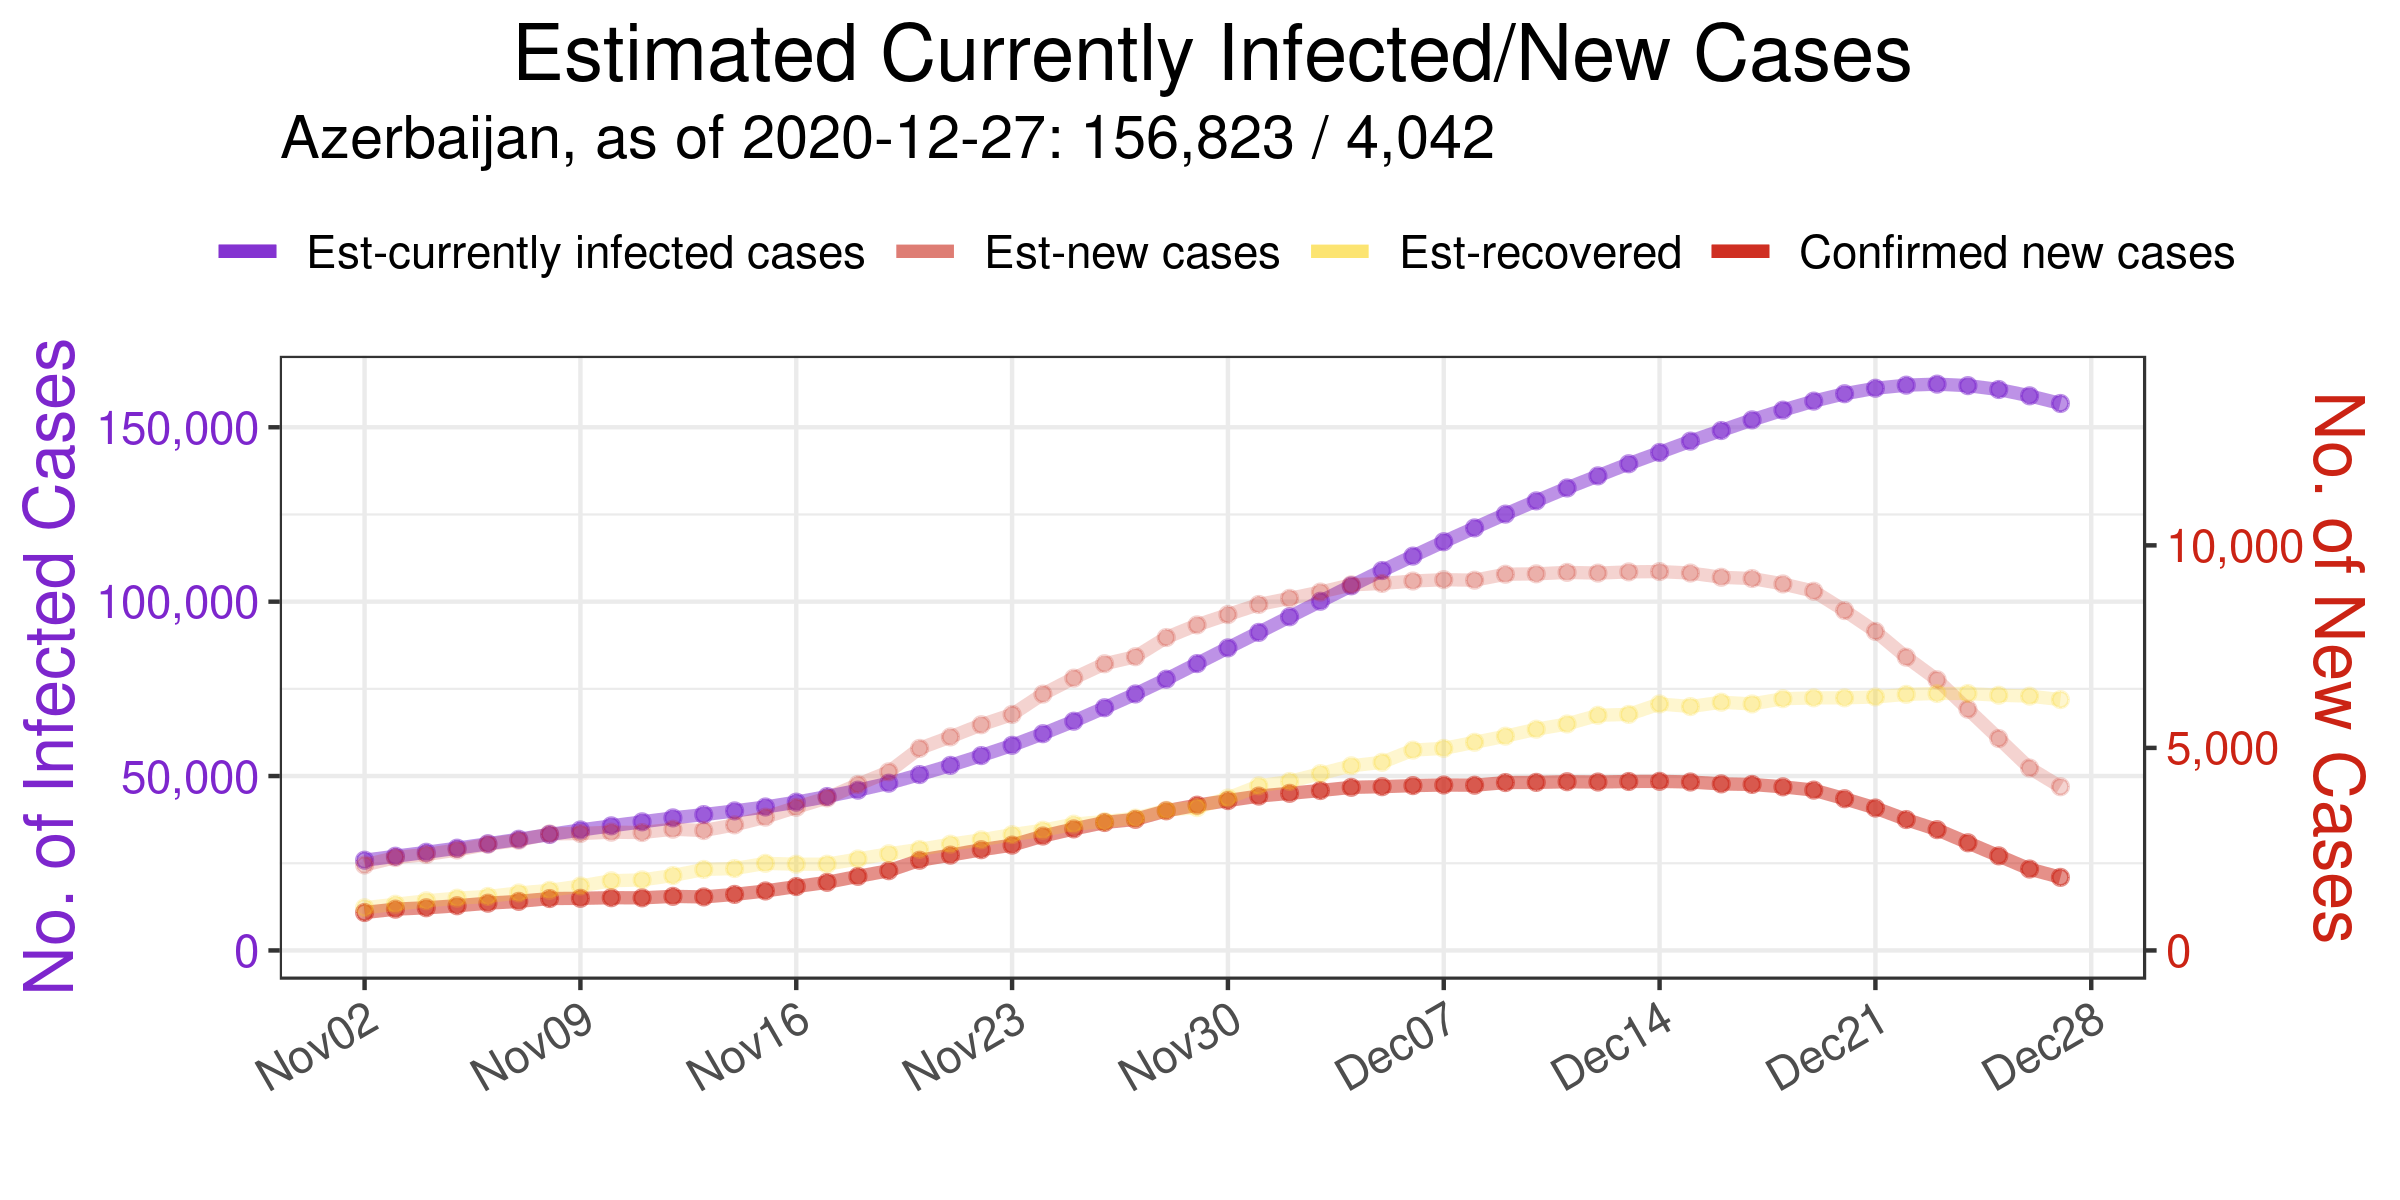 Estimated Currently Infected/New Cases
Azerbaijan, as of 2020-12-27: 156,823 / 4,042
Est-currently infected cases Est-new cases Est-recovered Confirmed new cases
No. of Infected Cases
150,000
100,000
50,000
0
10,000
5,000
0
No. of New Cases
Nov02 Nov09 Nov16 Nov23 Nov30 Dec07 Dec14 Dec21 Dec28